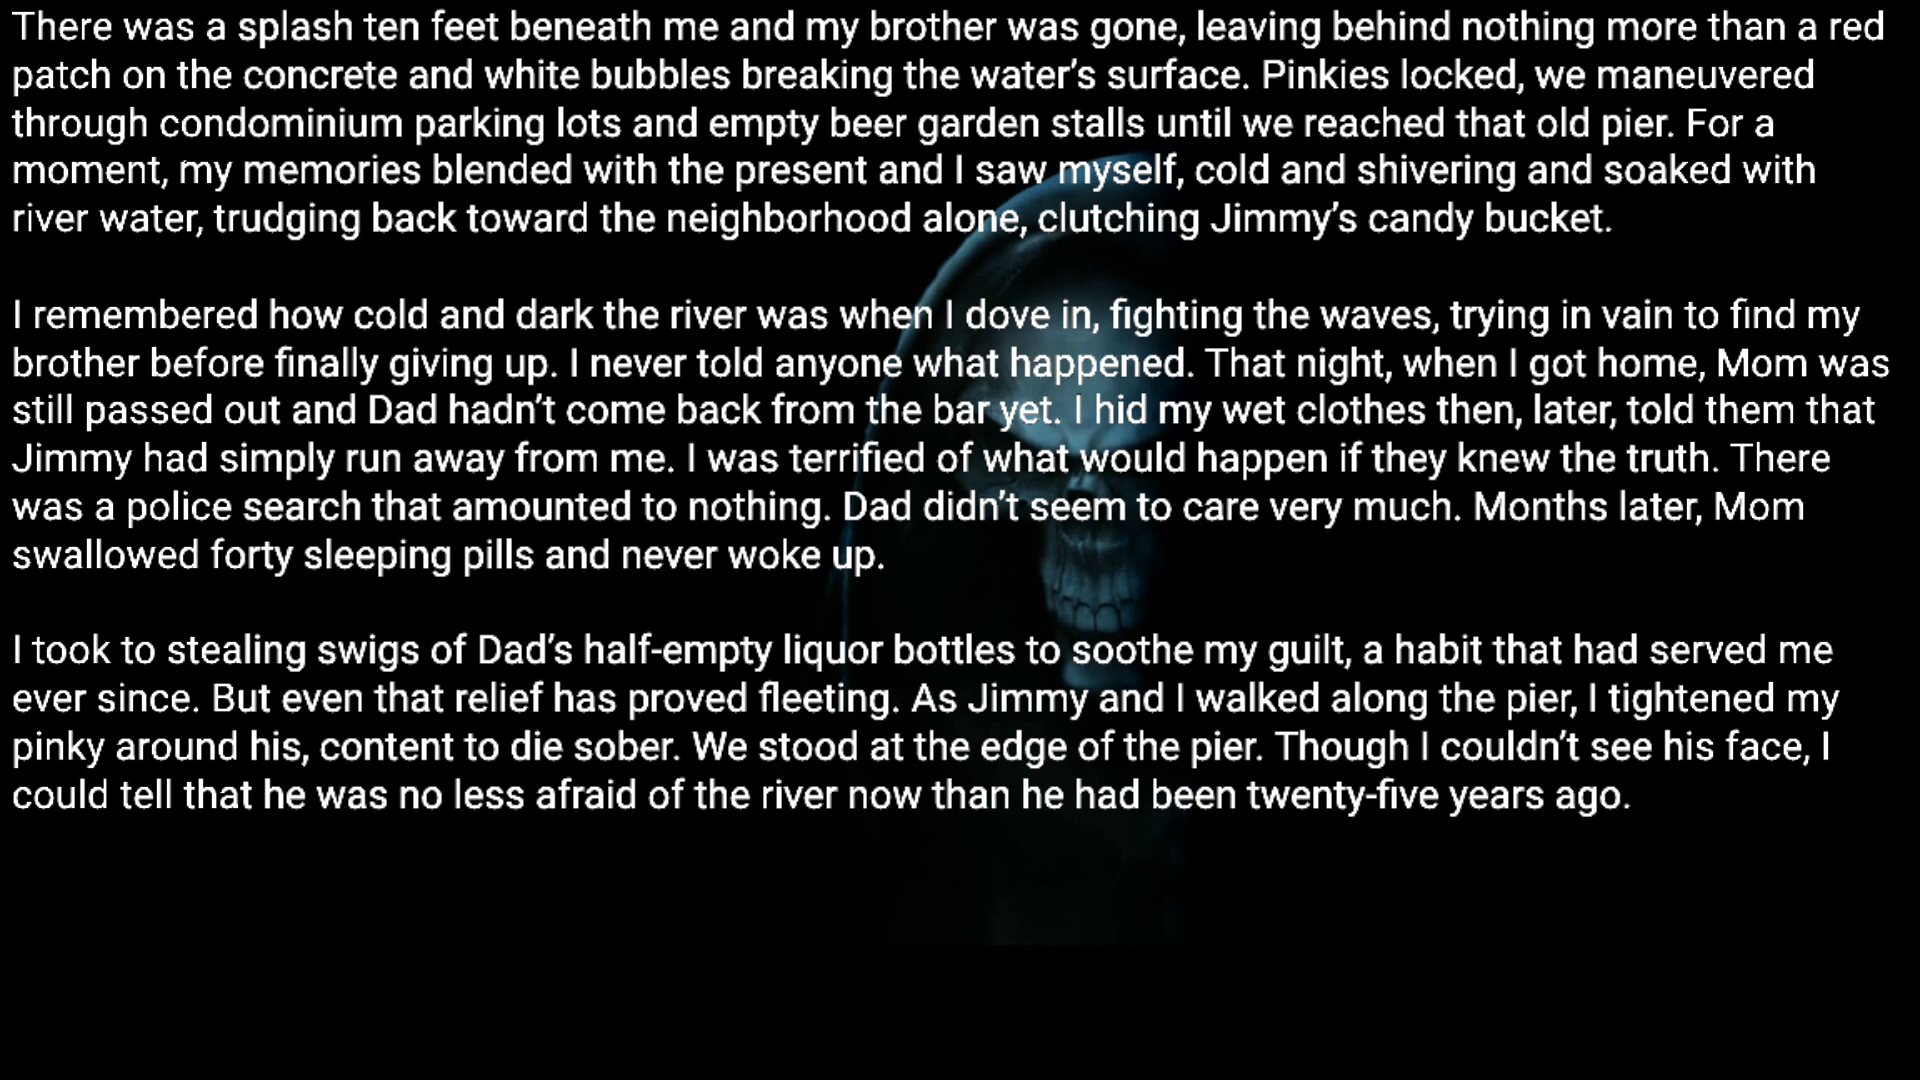 There was a splash ten feet beneath me and my brother was gone, leaving behind nothing more than a red
patch on the concrete and white bubbles breaking the water’s surface. Pinkies locked, we maneuvered
through condominium parking lots and empty beer garden stalls until we reached that old pier. For a
moment, my memories blended with the present and I saw myself, cold and shivering and soaked with
river water, trudging back toward the neighborhood alone, clutching Jimmy’s candy bucket.

I remembered how cold and dark the river was when I dove in, fighting the waves, trying in vain to find my
brother before finally giving up. I never told anyone what happened. That night, when I got home, Mom was
still passed out and Dad hadn’t come back from the bar yet. I hid my wet clothes then, later, told them that
Jimmy had simply run away from me. I was terrified of what would happen if they knew the truth. There
was a police search that amounted to nothing. Dad didn’t seem to care very much. Months later, Mom
swallowed forty sleeping pills and never woke up.

I took to stealing swigs of Dad’s half-empty liquor bottles to soothe my guilt, a habit that had served me
ever since. But even that relief has proved fleeting. As Jimmy and I walked along the pier, I tightened my
pinky around his, content to die sober. We stood at the edge of the pier. Though I couldn’t see his face, I
could tell that he was no less afraid of the river now than he had been twenty-five years ago.